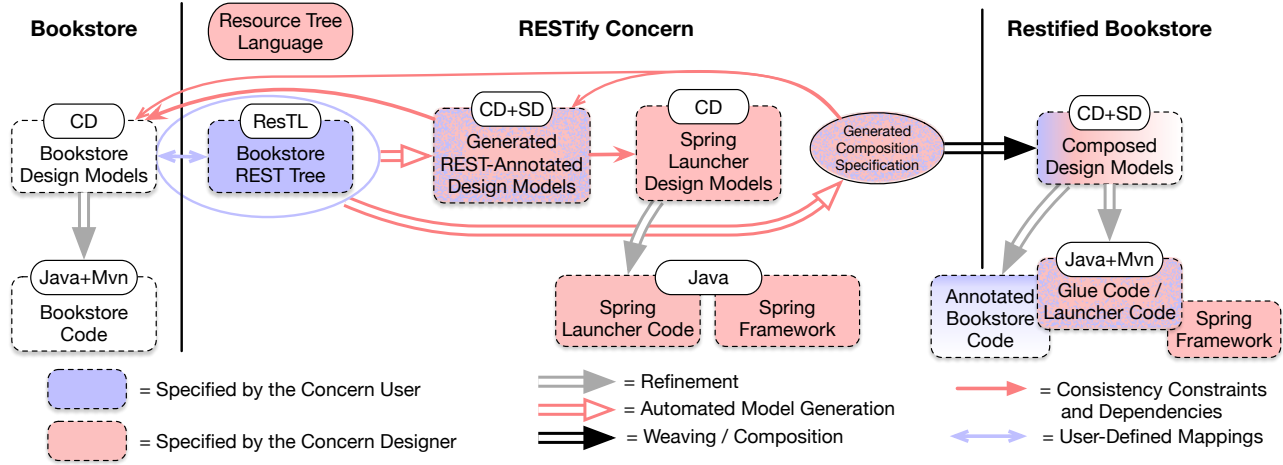 Bookstore
Resource Tree
Language
RESTify Concern
Restified Bookstore
CD
Bookstore
Design Models
ResTL
Bookstore
REST Tree
CD+SD
Generated
REST-Annotated
Design Models
CD
Spring
Launcher
Design Models
Generated
Composition
Specification
CD+SD
Composed
Design Models
Java+Mvn
Bookstore
Code
Java
Spring
Launcher Code
Spring
Framework
Annotated
Bookstore
Code
Java+Mvn
Glue Code /
Launcher Code
Spring
Framework
= Specified by the Concern User
= Specified by the Concern Designer
= Refinement
= Automated Model Generation
= Weaving / Composition
= Consistency Constraints
and Dependencies
= User-Defined Mappings